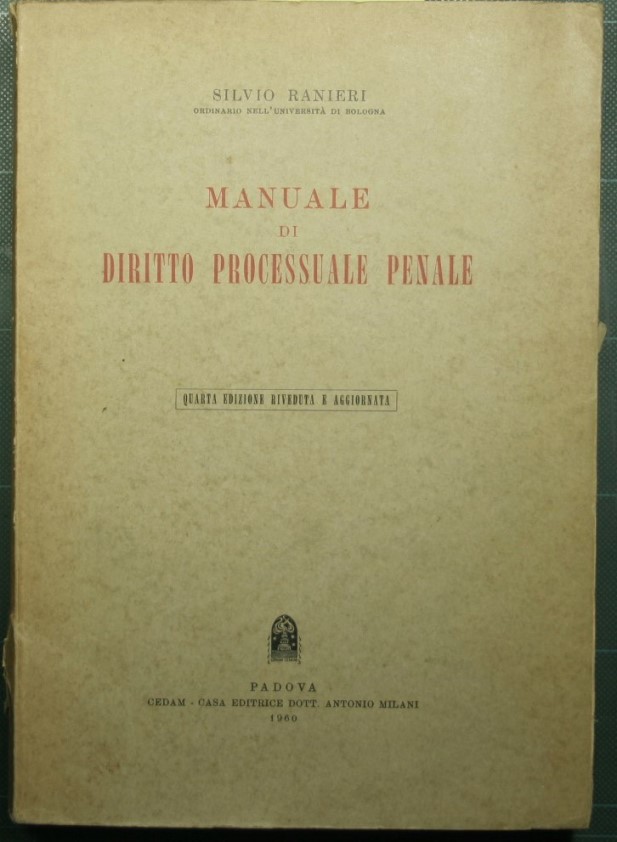 SILVIO RANIERI
ORDINARIO NELL'UNIVERSITÀ DI BOLOGNA
MANUALE
DI
DIRITTO PROCESSUALE PENALE
QUARTA EDIZIONE RIVEDUTA E AGGIORNATA
PADOVA
CEDAM - CASA EDITRICE DOTT. ANTONIO MILANI
1960